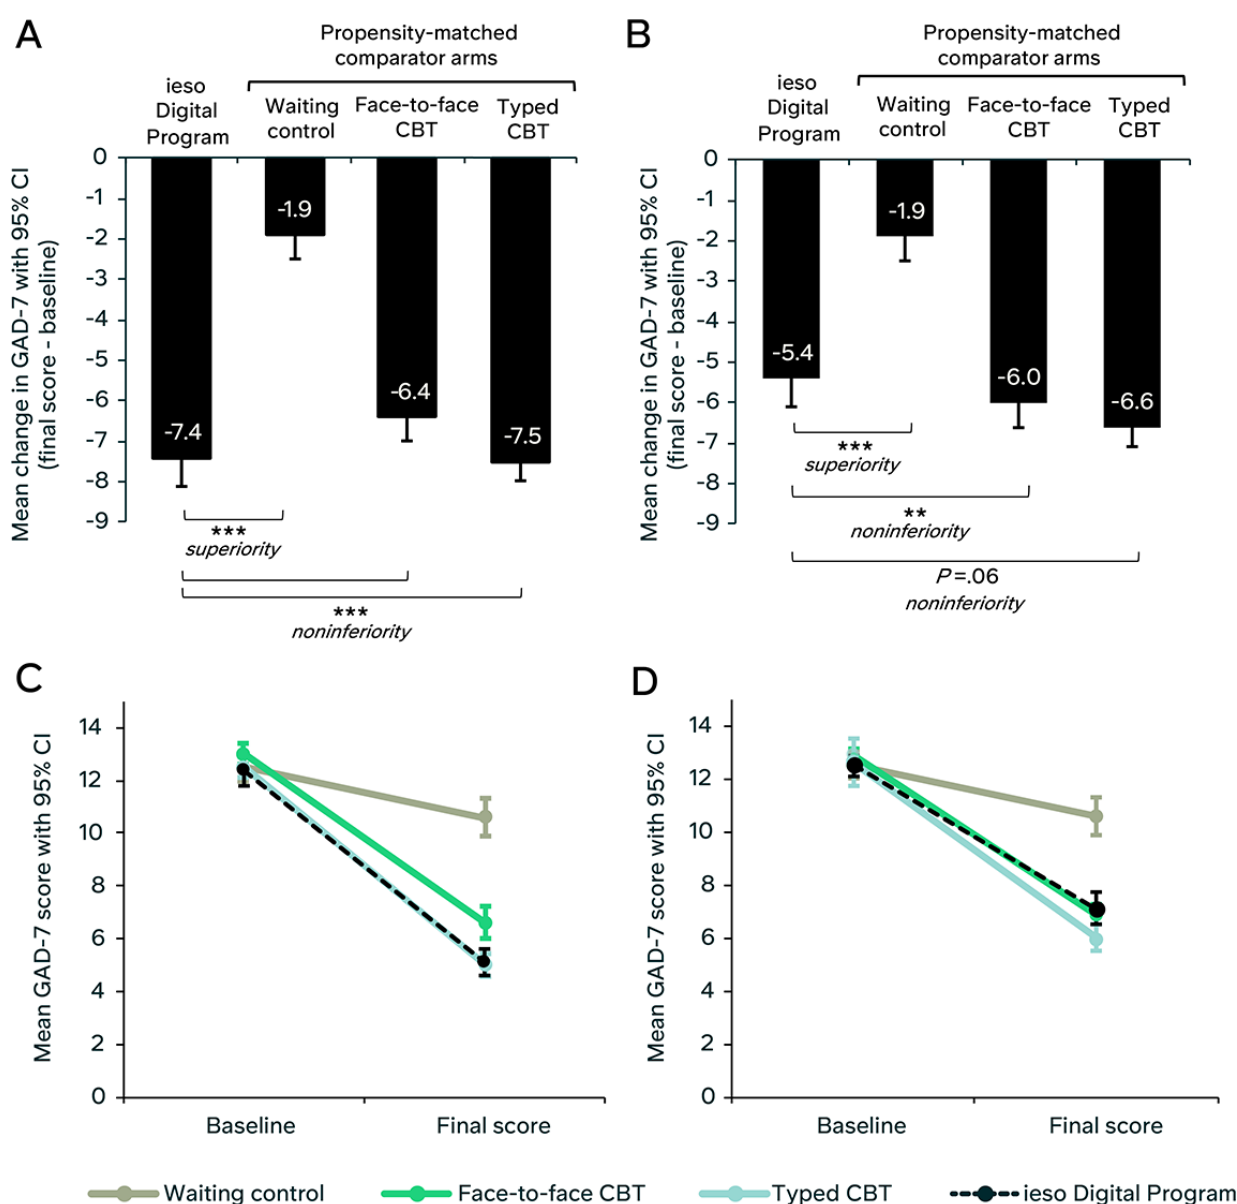 A
Propensity-matched
comparator arms
ieso
Digital
Program
Waiting
control
Face-to-face
CBT
Typed
CBT
Mean change in GAD-7 with 95% CI
(final score - baseline)
0
-1
-2
-3
-4
-5
-6
-7
-8
-9
-7.4
-1.9
-6.4
-7.5
***
superiority
***
noninferiority
B
Propensity-matched
comparator arms
ieso
Digital
Program
Waiting
control
Face-to-face
CBT
Typed
CBT
Mean change in GAD-7 with 95% CI
(final score - baseline)
0
-1
-2
-3
-4
-5
-6
-7
-8
-9
-5.4
-1.9
-6.0
-6.6
***
superiority
**
noninferiority
P=.06
noninferiority
C
Mean GAD-7 score with 95% CI
14
12
10
8
6
4
2
0
Baseline
Final score
D
Mean GAD-7 score with 95% CI
14
12
10
8
6
4
2
0
Baseline
Final score
Waiting control
Face-to-face CBT
Typed CBT
ieso Digital Program